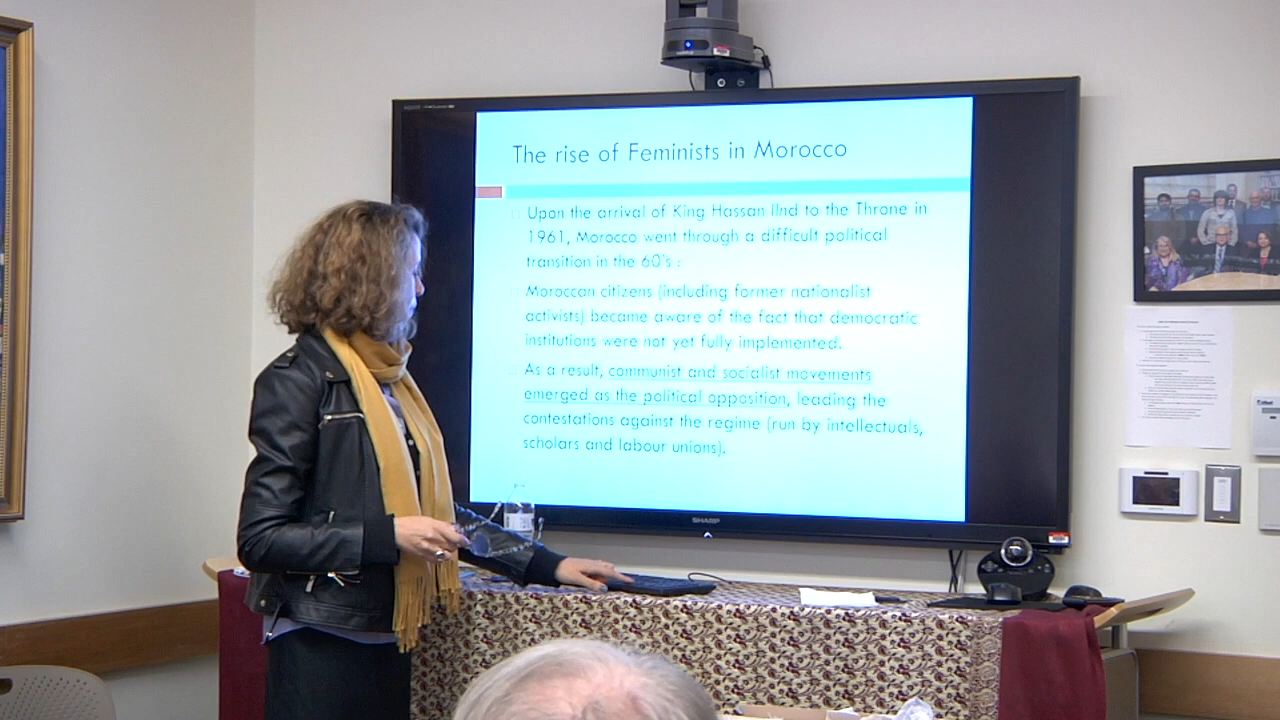 The rise of Feminists in Morocco
Upon the arrival of King Hassan IInd to the Throne in
1961, Morocco went through a difficult political
transition in the 60's :
Moroccan citizens (including former nationalist
activists) became aware of the fact that democratic
institutions were not yet fully implemented.
As a result, communist and socialist movements
emerged as the political opposition, leading the
contestations against the regime (run by intellectuals,
scholars and labour unions).
SHARP